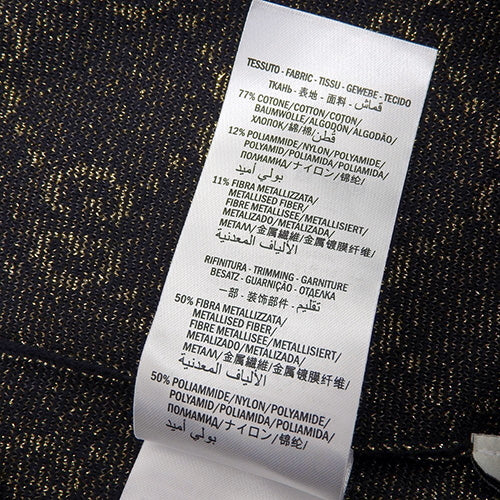 TESSUTO - FABRIC - TISSU - GEWEBE - TECIDO
ТКАНЬ - 表地 - 面料 - قماش
77% COTONE/COTTON/COTON/
BAUMWOLLE/ALGODÓN/ALGODÃO/
ХЛОПОК/綿/棉/قطن
12% POLIAMMIDE/NYLON/POLYAMIDE/
POLYAMID/POLIAMIDA/POLIAMIDA/
ПОЛИАМИД/ナイロン/锦纶/
بولي أميد
11% FIBRA METALLIZZATA/
METALLISED FIBER/
FIBRE METALLISEE/METALLISIERT/
METALIZADO/METALIZADA/
МЕТАЛЛ/金属繊維/金属镀膜纤维/
الألياف المعدنية
RIFINITURA - TRIMMING - GARNITURE
BESATZ - GUARNIÇÃO - ОТДЕЛКА
一部 - 装饰部件 - تقليم
50% FIBRA METALLIZZATA/
METALLISED FIBER/
FIBRE METALLISEE/METALLISIERT/
METALIZADO/METALIZADA/
МЕТАЛЛ/金属繊維/金属镀膜纤维/
الألياف المعدنية
50% POLIAMMIDE/NYLON/POLYAMIDE/
POLYAMID/POLIAMIDA/POLIAMIDA/
ПОЛИАМИД/ナイロン/锦纶/
بولي أميد